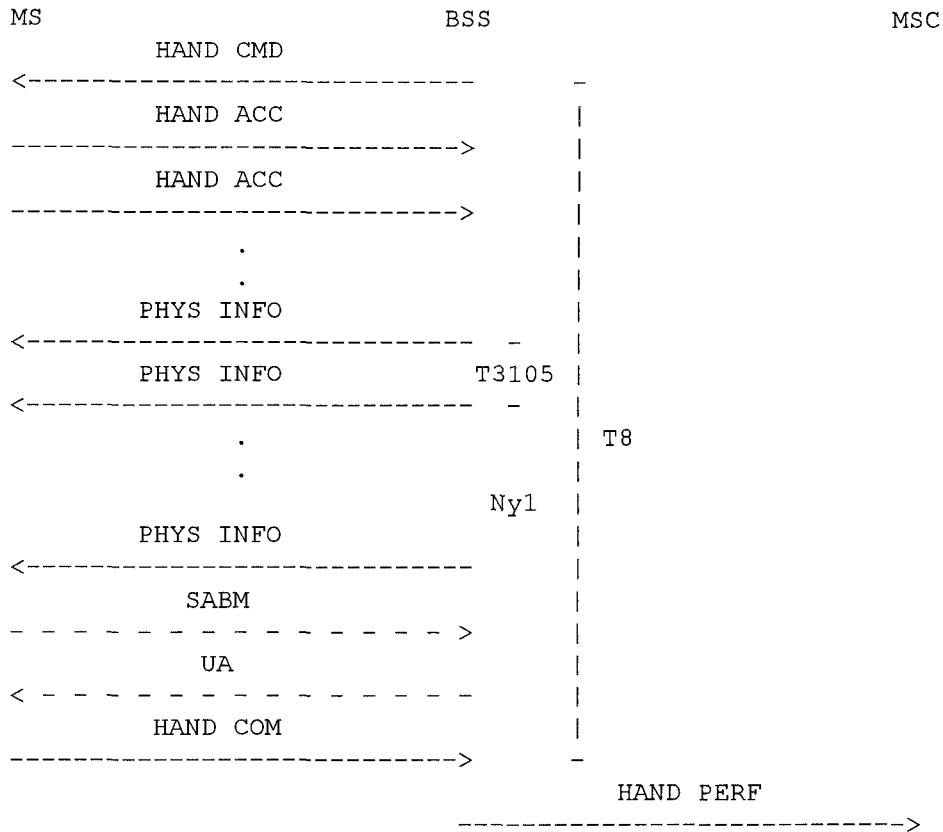 MS BSS MSC
HAND CMD
HAND ACC
HAND ACC
PHYS INFO
PHYS INFO T3105
T8
Ny1
PHYS INFO
SABM
UA
HAND COM
HAND PERF